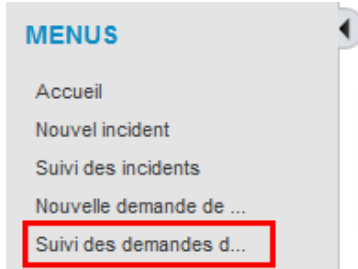 MENUS
Accueil
Nouvel incident
Suivi des incidents
Nouvelle demande de ...
Suivi des demandes d...